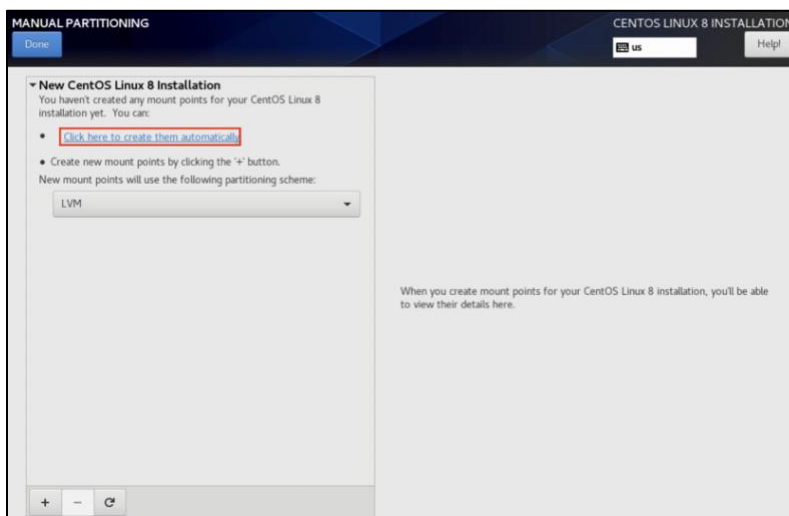 MANUAL PARTITIONING
CENTOS LINUX 8 INSTALLATION
Done
us
Help!
New CentOS Linux 8 Installation
You haven't created any mount points for your CentOS Linux 8
installation yet. You can:
• Click here to create them automatically.
• Create new mount points by clicking the '+' button.
New mount points will use the following partitioning scheme:
LVM
When you create mount points for your CentOS Linux 8 installation, you'll be able
to view their details here.
+ −